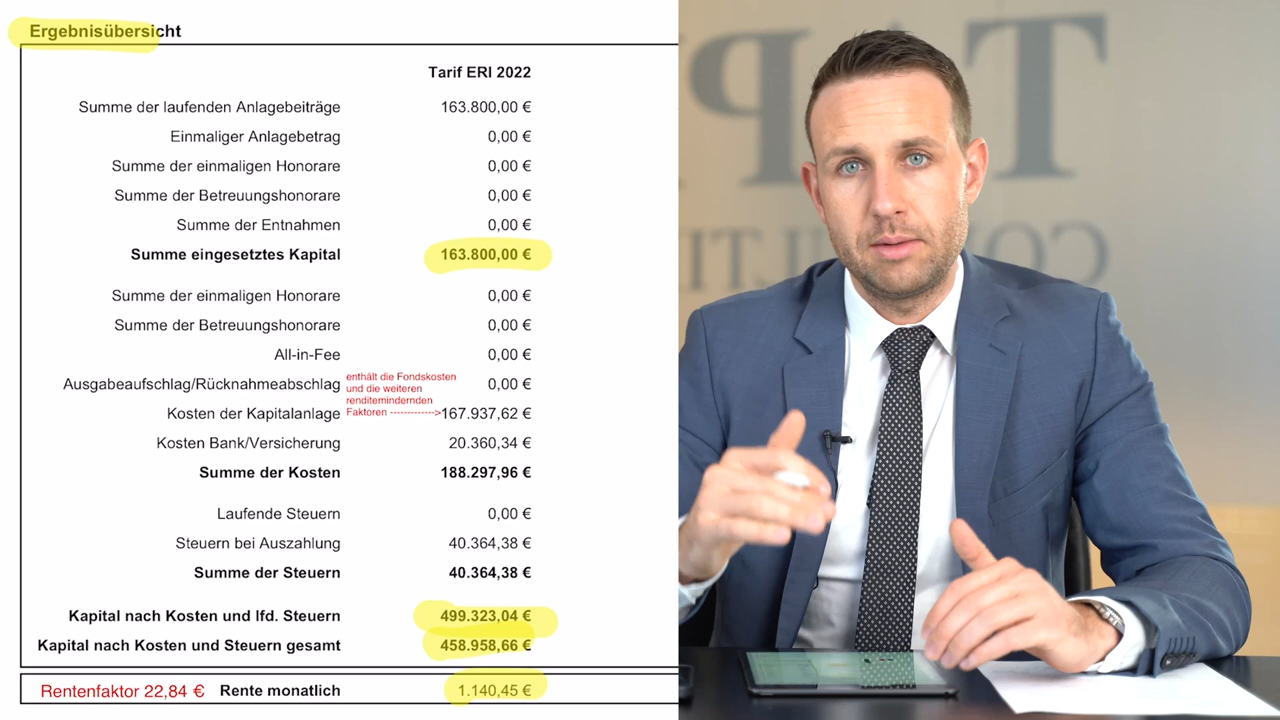 Ergebnisübersicht
Tarif ERI 2022
Summe der laufenden Anlagebeiträge 163.800,00 €
Einmaliger Anlagebetrag 0,00 €
Summe der einmaligen Honorare 0,00 €
Summe der Betreuungshonorare 0,00 €
Summe der Entnahmen 0,00 €
Summe eingesetztes Kapital 163.800,00 €
Summe der einmaligen Honorare 0,00 €
Summe der Betreuungshonorare 0,00 €
All-in-Fee 0,00 €
Ausgabeaufschlag/Rücknahmeabschlag 0,00 €
enthält die Fondskosten
und die weiteren
renditemindernden
Faktoren ------------->
Kosten der Kapitalanlage 167.937,62 €
Kosten Bank/Versicherung 20.360,34 €
Summe der Kosten 188.297,96 €
Laufende Steuern 0,00 €
Steuern bei Auszahlung 40.364,38 €
Summe der Steuern 40.364,38 €
Kapital nach Kosten und lfd. Steuern 499.323,04 €
Kapital nach Kosten und Steuern gesamt 458.958,66 €
Rentenfaktor 22,84 € Rente monatlich 1.140,45 €